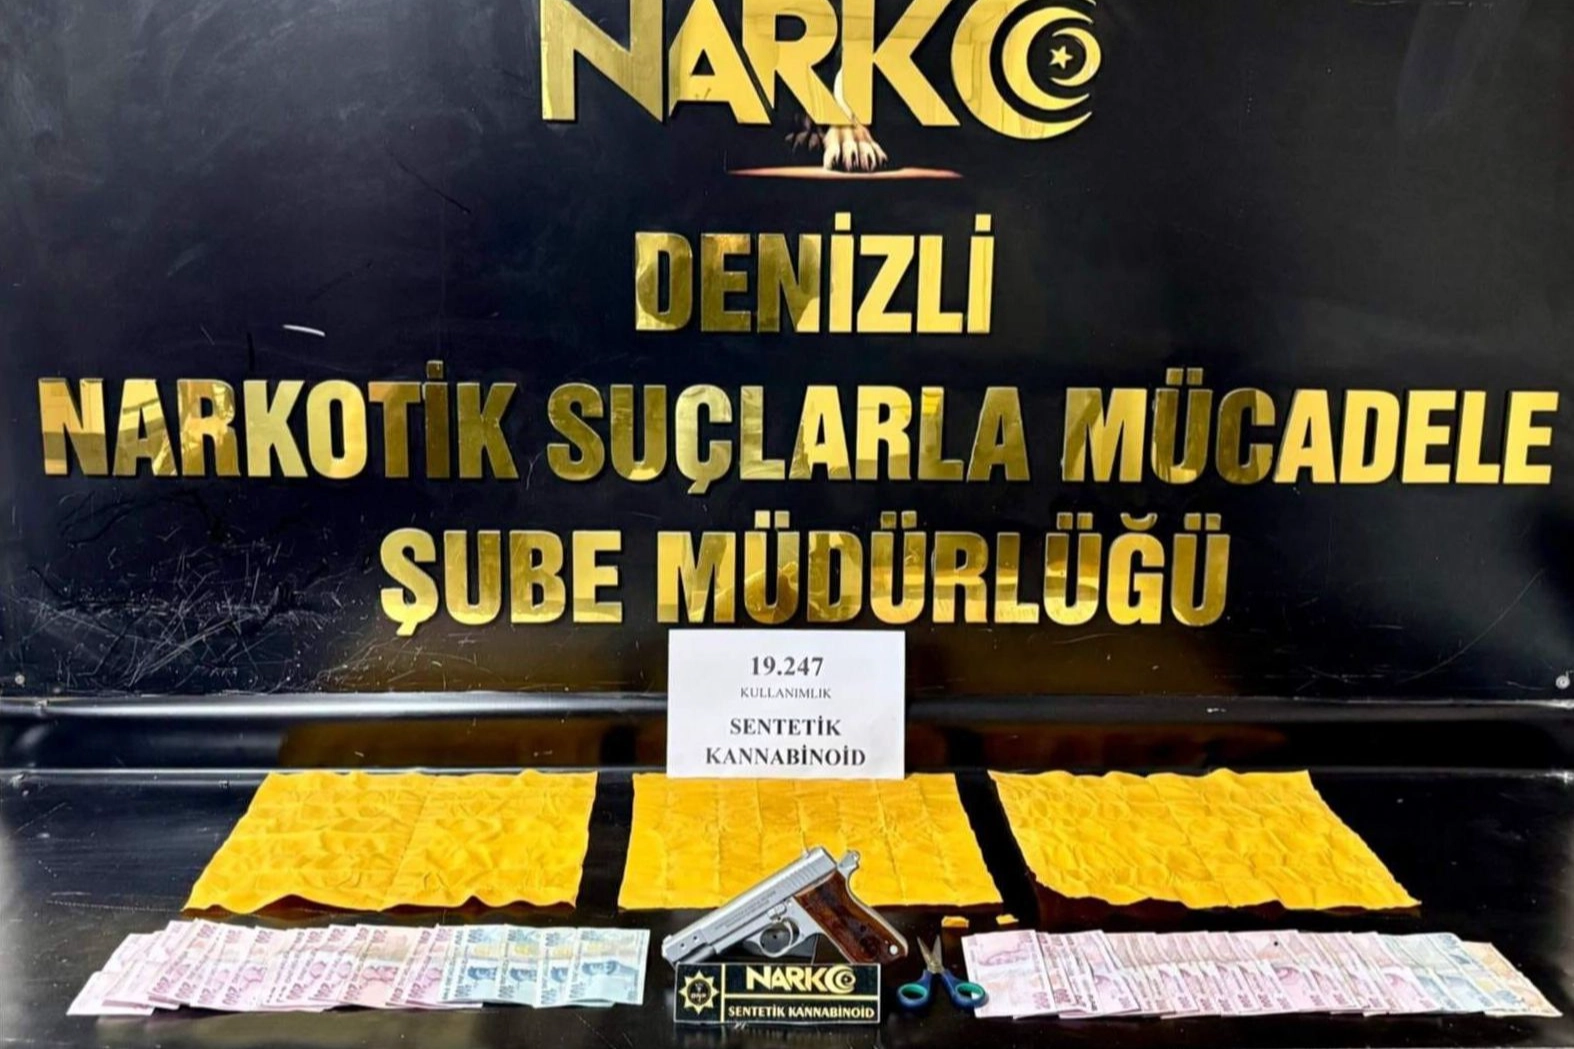 NARKO
DENİZLİ
NARKOTİK SUÇLARLA MÜCADELE
ŞUBE MÜDÜRLÜĞÜ
19.247
KULLANIMLIK
SENTETİK
KANNABİNOİD
NARKO
SENTETİK KANNABİNOİD